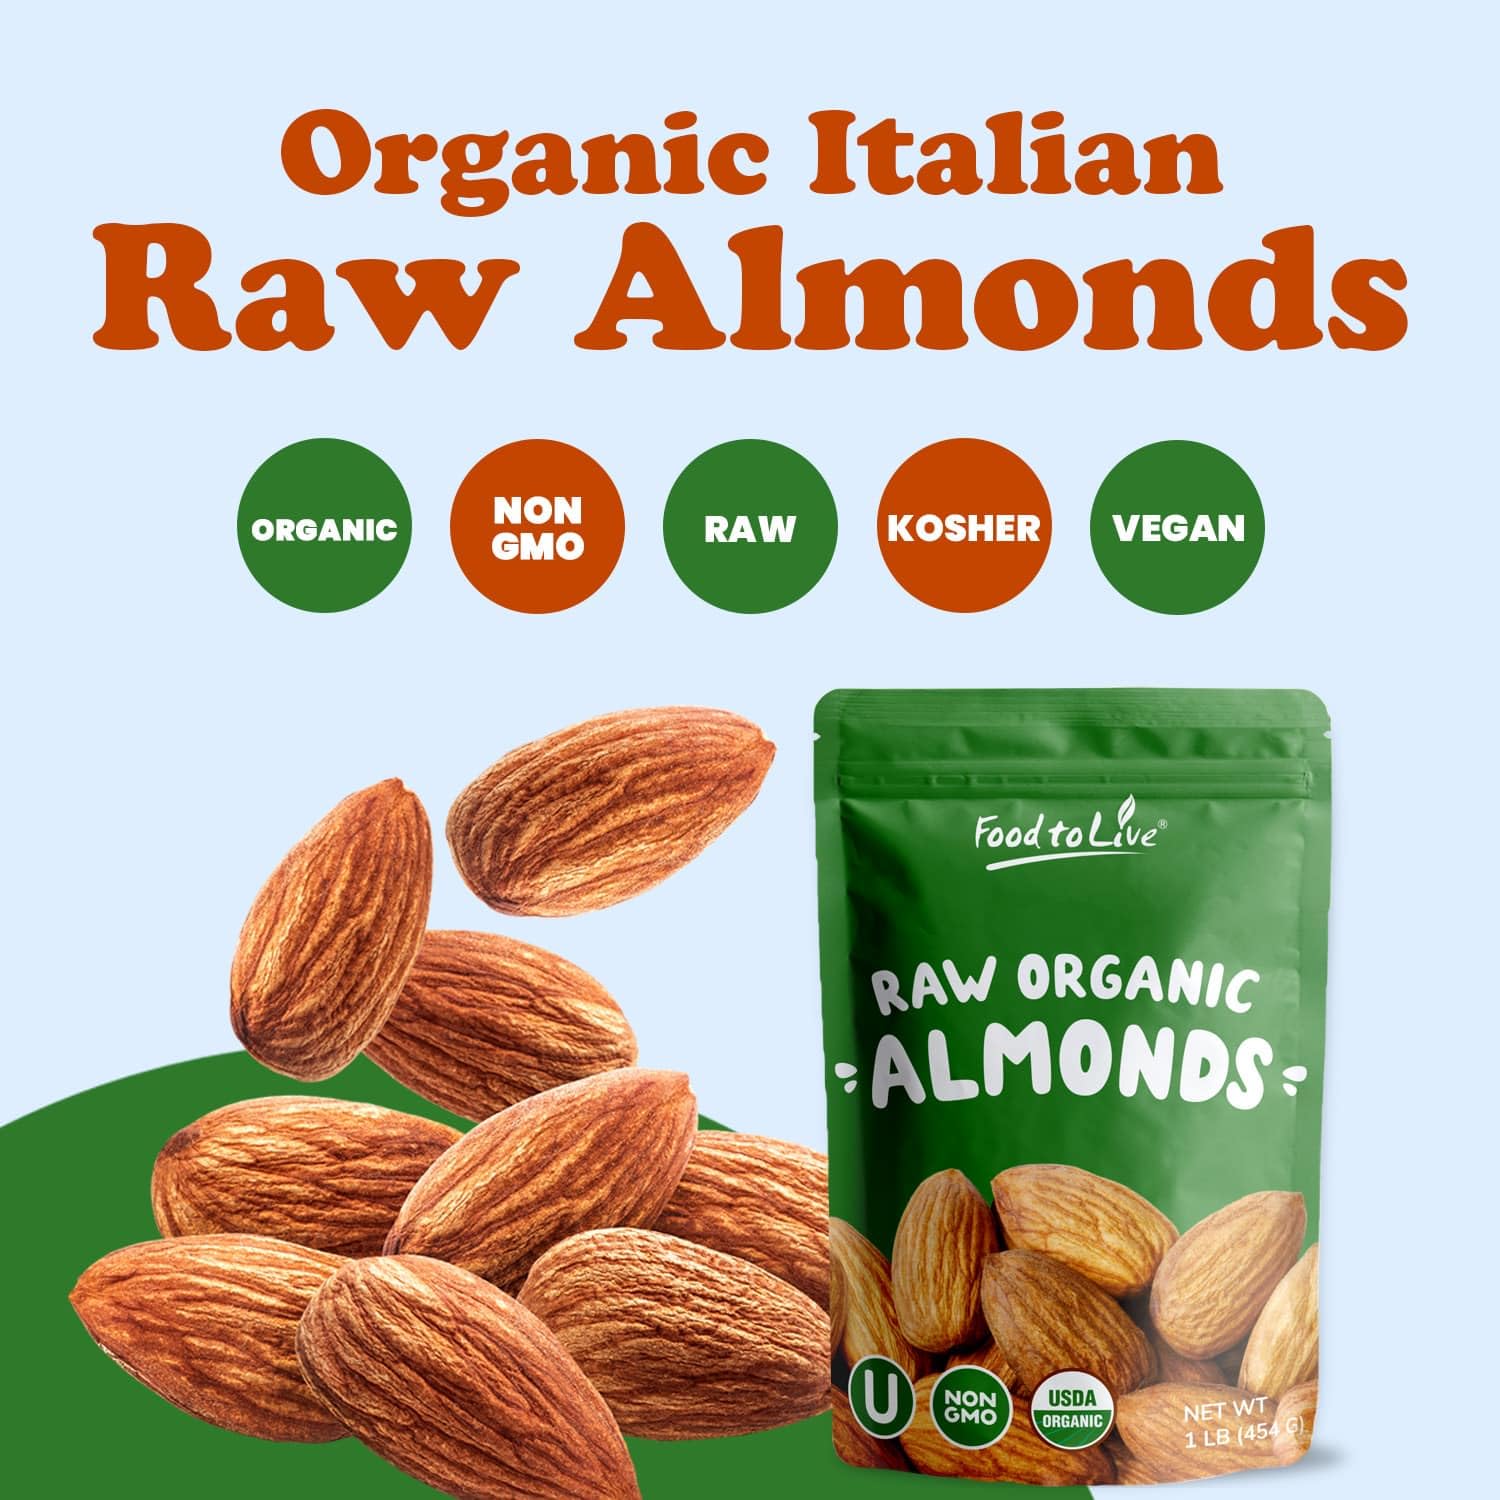 Organic Italian
Raw Almonds
ORGANIC
NON
GMO
RAW
KOSHER
VEGAN
Food to Live®
RAW ORGANIC
ALMONDS
U
NON
GMO
USDA
ORGANIC
NET WT
1 LB (454 G)